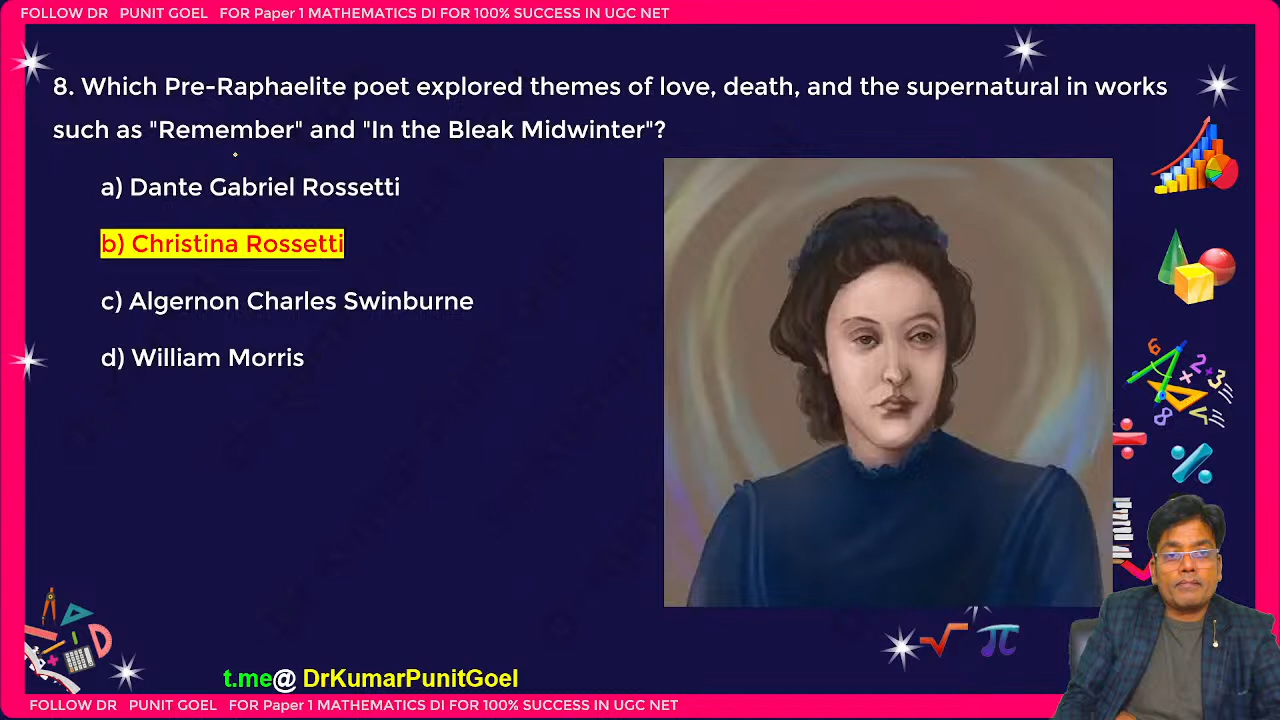 FOLLOW DR PUNIT GOEL FOR Paper 1 MATHEMATICS DI FOR 100% SUCCESS IN UGC NET
8. Which Pre-Raphaelite poet explored themes of love, death, and the supernatural in works
such as "Remember" and "In the Bleak Midwinter"?
a) Dante Gabriel Rossetti
b) Christina Rossetti
c) Algernon Charles Swinburne
d) William Morris
t.me@ DrKumarPunitGoel
FOLLOW DR PUNIT GOEL FOR Paper 1 MATHEMATICS DI FOR 100% SUCCESS IN UGC NET